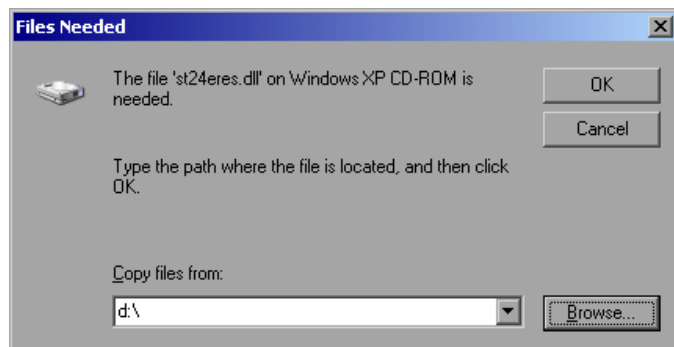 Files Needed
The file 'st24eres.dll' on Windows XP CD-ROM is
needed.
OK
Cancel
Type the path where the file is located, and then click
OK.
Copy files from:
d:\
Browse...